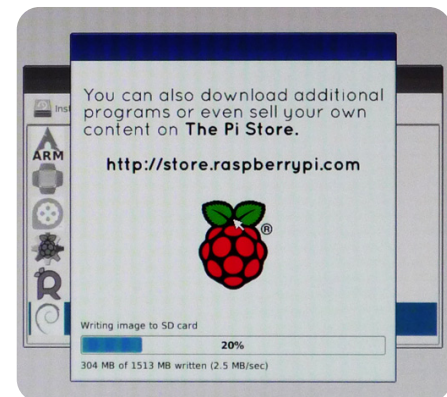 Inst
ARM
You can also download additional
programs or even sell your own
content on The Pi Store.
http://store.raspberrypi.com
®
Writing image to SD card
20%
304 MB of 1513 MB written (2.5 MB/sec)